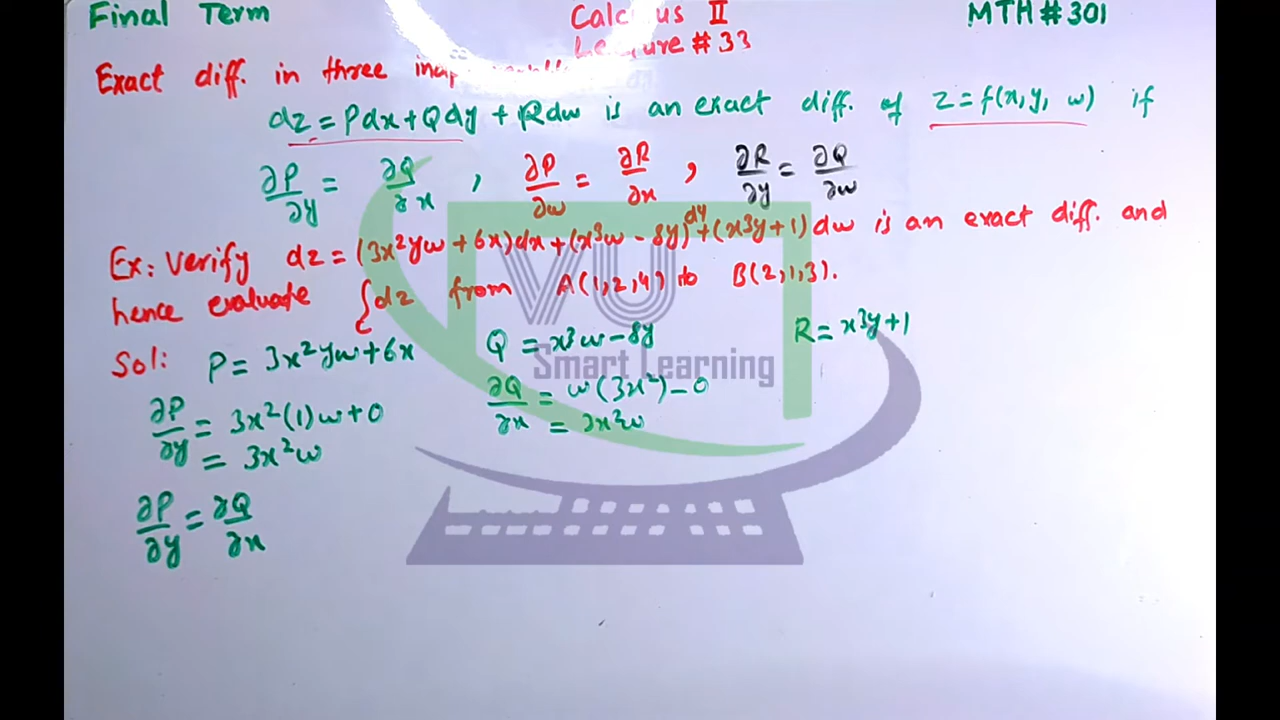 Final Term Calculus II MTH # 301
Lecture # 33
Exact diff. in three
dz = Pdx + Qdy + Rdw is an exact diff. of z = f(x, y, w) if
∂P/∂y = ∂Q/∂x , ∂P/∂w = ∂R/∂x , ∂R/∂y = ∂Q/∂w
Ex: Verify dz = (3x²yw + 6x)dx + (x³w - 8y)dy + (x³y + 1)dw is an exact diff. and
hence evaluate ∫c dz from A(1,2,4) to B(2,1,3).
Sol: P = 3x²yw + 6x Q = x³w - 8y R = x³y + 1
∂P/∂y = 3x²(1)w + 0 ∂Q/∂x = w(3x²) - 0
= 3x²w = 3x²w
∂P/∂y = ∂Q/∂x
VU
Smart Learning